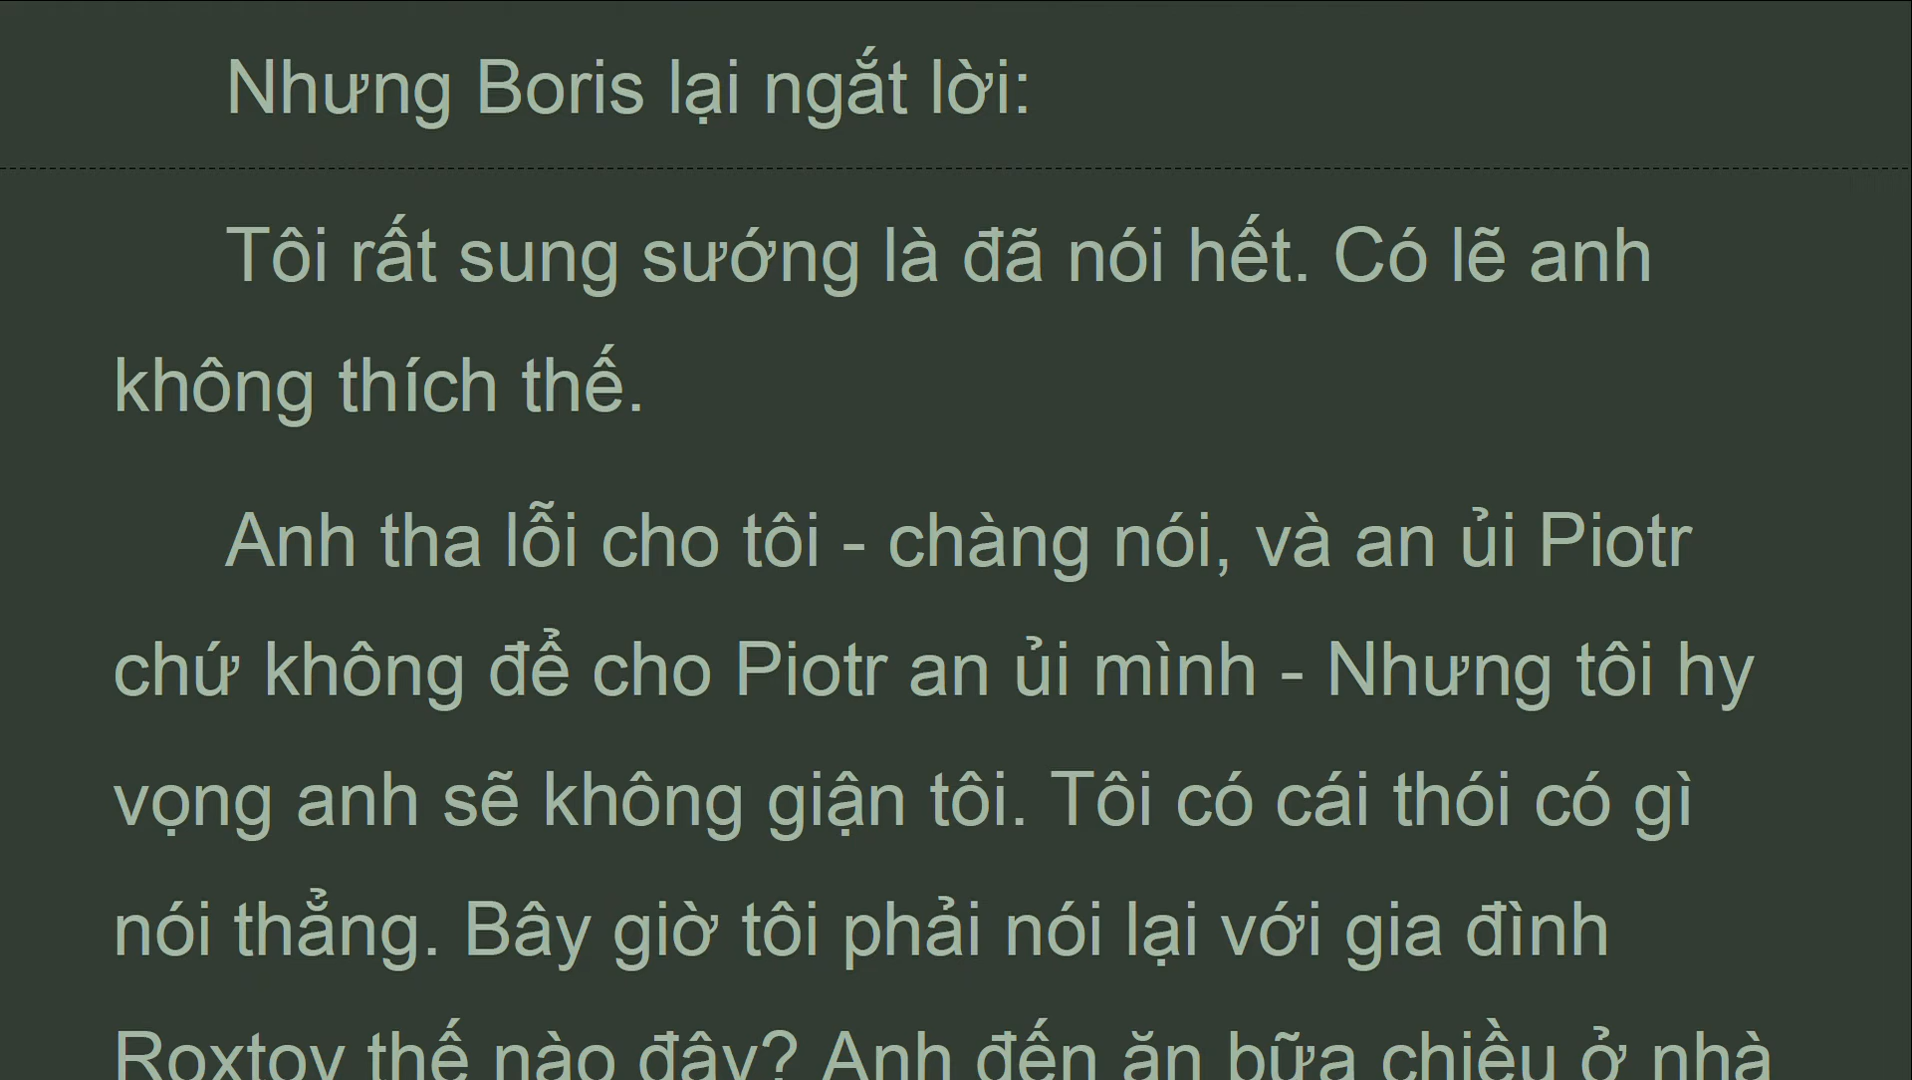 Nhưng Boris lại ngắt lời:
Tôi rất sung sướng là đã nói hết. Có lẽ anh
không thích thế.
Anh tha lỗi cho tôi - chàng nói, và an ủi Piotr
chứ không để cho Piotr an ủi mình - Nhưng tôi hy
vọng anh sẽ không giận tôi. Tôi có cái thói có gì
nói thẳng. Bây giờ tôi phải nói lại với gia đình
Roxtov thế nào đây? Anh đến ăn bữa chiều ở nhà